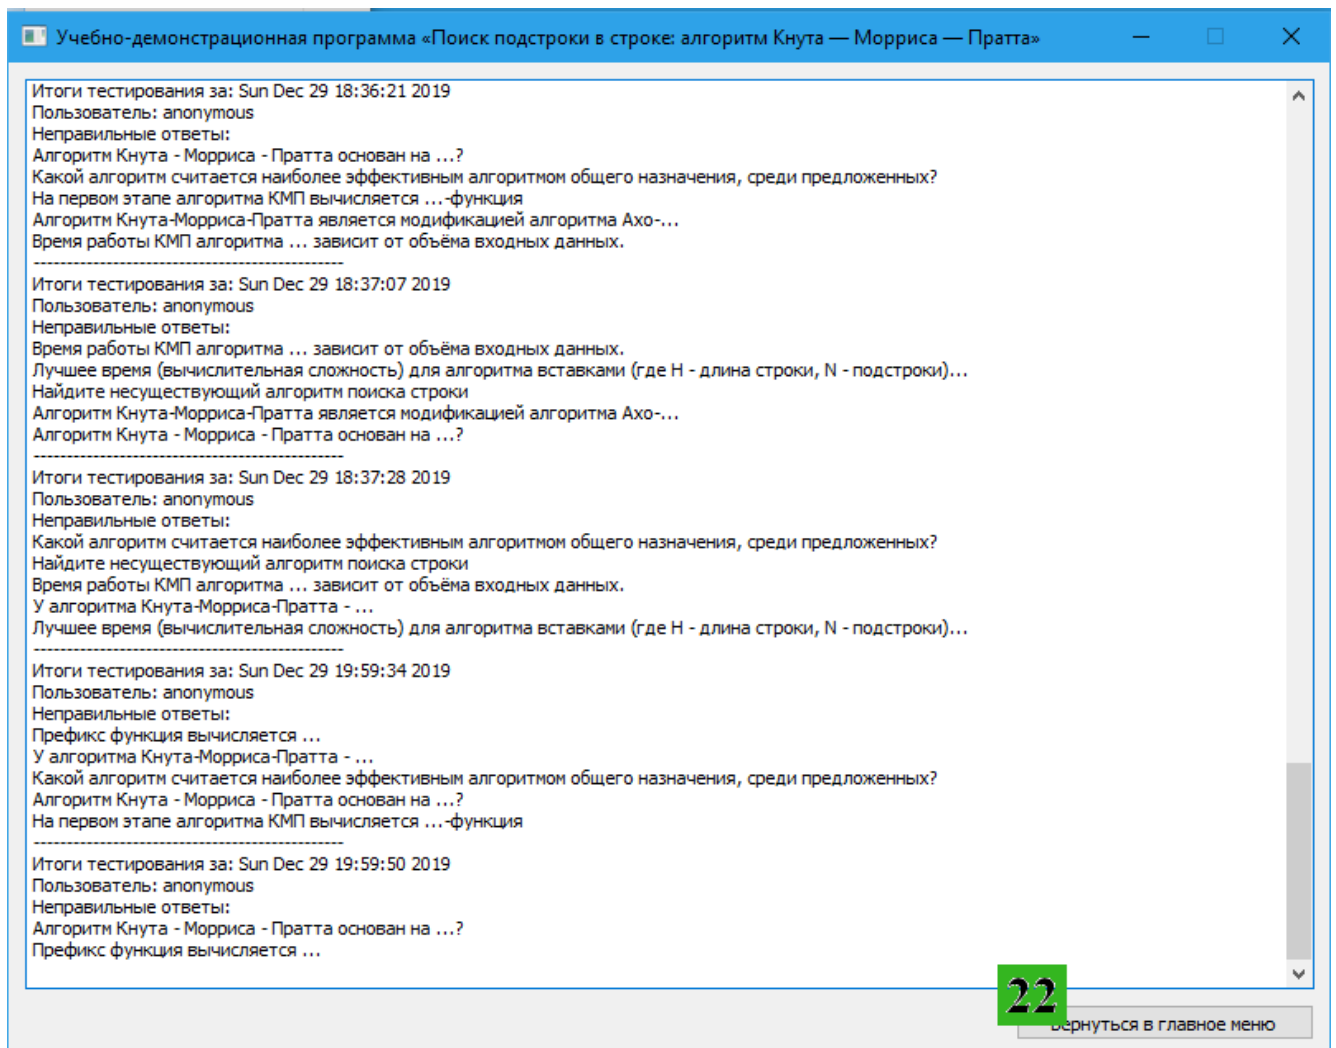 Учебно-демонстрационная программа «Поиск подстроки в строке: алгоритм Кнута — Морриса — Пратта»
Итоги тестирования за: Sun Dec 29 18:36:21 2019
Пользователь: anonymous
Неправильные ответы:
Алгоритм Кнута - Морриса - Пратта основан на ...?
Какой алгоритм считается наиболее эффективным алгоритмом общего назначения, среди предложенных?
На первом этапе алгоритма КМП вычисляется ...-функция
Алгоритм Кнута-Морриса-Пратта является модификацией алгоритма Ахо-...
Время работы КМП алгоритма ... зависит от объёма входных данных.
-----------------------------------------------
Итоги тестирования за: Sun Dec 29 18:37:07 2019
Пользователь: anonymous
Неправильные ответы:
Время работы КМП алгоритма ... зависит от объёма входных данных.
Лучшее время (вычислительная сложность) для алгоритма вставками (где H - длина строки, N - подстроки)...
Найдите несуществующий алгоритм поиска строки
Алгоритм Кнута-Морриса-Пратта является модификацией алгоритма Ахо-...
Алгоритм Кнута - Морриса - Пратта основан на ...?
-----------------------------------------------
Итоги тестирования за: Sun Dec 29 18:37:28 2019
Пользователь: anonymous
Неправильные ответы:
Какой алгоритм считается наиболее эффективным алгоритмом общего назначения, среди предложенных?
Найдите несуществующий алгоритм поиска строки
Время работы КМП алгоритма ... зависит от объёма входных данных.
У алгоритма Кнута-Морриса-Пратта - ...
Лучшее время (вычислительная сложность) для алгоритма вставками (где H - длина строки, N - подстроки)...
-----------------------------------------------
Итоги тестирования за: Sun Dec 29 19:59:34 2019
Пользователь: anonymous
Неправильные ответы:
Префикс функция вычисляется ...
У алгоритма Кнута-Морриса-Пратта - ...
Какой алгоритм считается наиболее эффективным алгоритмом общего назначения, среди предложенных?
Алгоритм Кнута - Морриса - Пратта основан на ...?
На первом этапе алгоритма КМП вычисляется ...-функция
-----------------------------------------------
Итоги тестирования за: Sun Dec 29 19:59:50 2019
Пользователь: anonymous
Неправильные ответы:
Алгоритм Кнута - Морриса - Пратта основан на ...?
Префикс функция вычисляется ...
22
Вернуться в главное меню